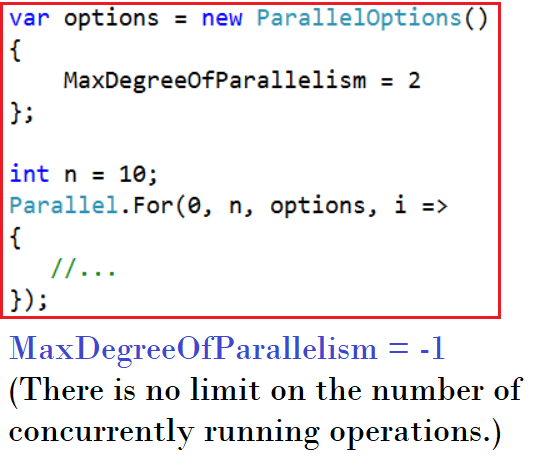 var options = new ParallelOptions()
{
    MaxDegreeOfParallelism = 2
};

int n = 10;
Parallel.For(0, n, options, i =>
{
   //...
});
MaxDegreeOfParallelism = -1
(There is no limit on the number of
concurrently running operations.)